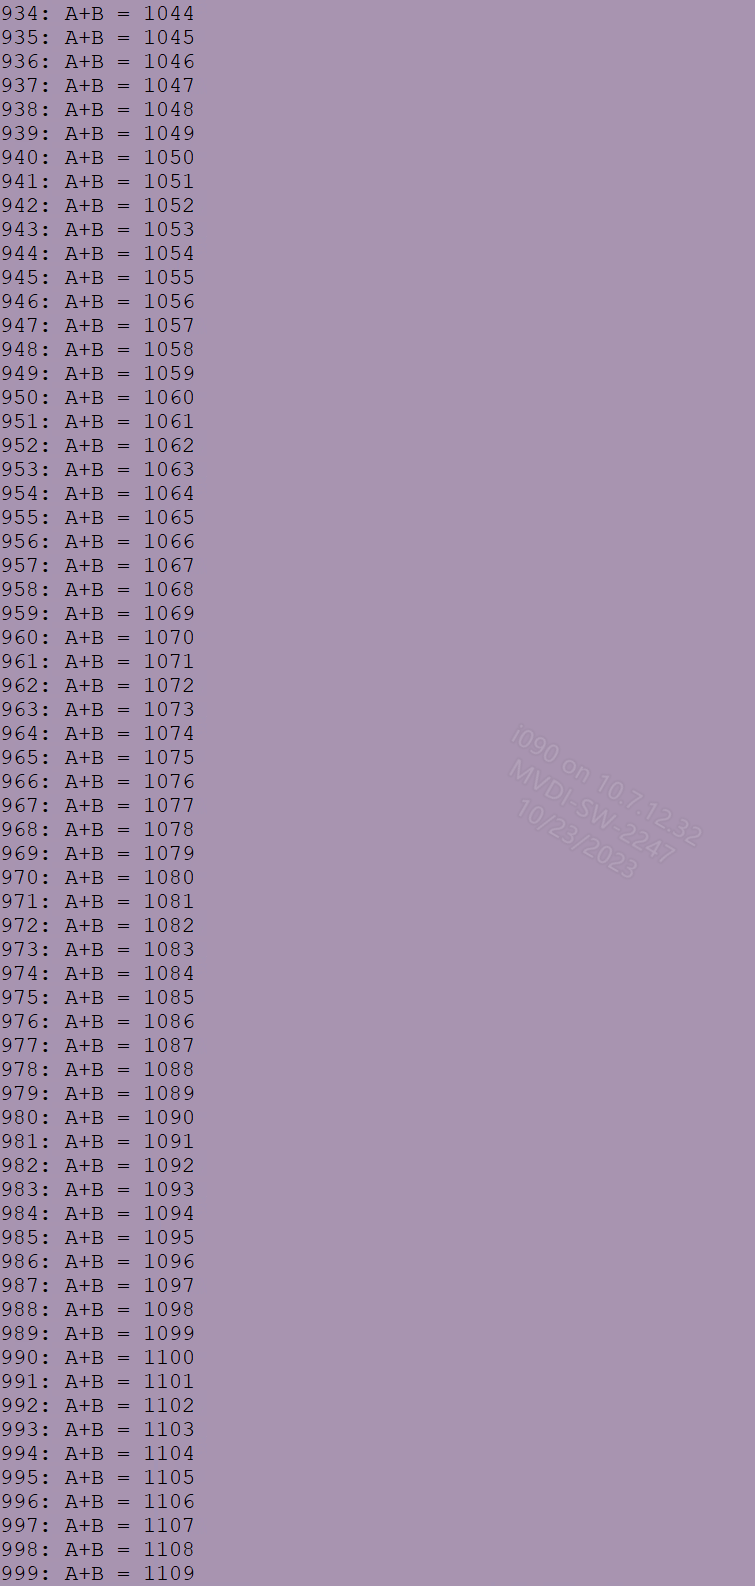 934: A+B = 1044
935: A+B = 1045
936: A+B = 1046
937: A+B = 1047
938: A+B = 1048
939: A+B = 1049
940: A+B = 1050
941: A+B = 1051
942: A+B = 1052
943: A+B = 1053
944: A+B = 1054
945: A+B = 1055
946: A+B = 1056
947: A+B = 1057
948: A+B = 1058
949: A+B = 1059
950: A+B = 1060
951: A+B = 1061
952: A+B = 1062
953: A+B = 1063
954: A+B = 1064
955: A+B = 1065
956: A+B = 1066
957: A+B = 1067
958: A+B = 1068
959: A+B = 1069
960: A+B = 1070
961: A+B = 1071
962: A+B = 1072
963: A+B = 1073
964: A+B = 1074
965: A+B = 1075
966: A+B = 1076
967: A+B = 1077
968: A+B = 1078
969: A+B = 1079
970: A+B = 1080
971: A+B = 1081
972: A+B = 1082
973: A+B = 1083
974: A+B = 1084
975: A+B = 1085
976: A+B = 1086
977: A+B = 1087
978: A+B = 1088
979: A+B = 1089
980: A+B = 1090
981: A+B = 1091
982: A+B = 1092
983: A+B = 1093
984: A+B = 1094
985: A+B = 1095
986: A+B = 1096
987: A+B = 1097
988: A+B = 1098
989: A+B = 1099
990: A+B = 1100
991: A+B = 1101
992: A+B = 1102
993: A+B = 1103
994: A+B = 1104
995: A+B = 1105
996: A+B = 1106
997: A+B = 1107
998: A+B = 1108
999: A+B = 1109
i090 on 10.7.12.32
MVDI-SW-2247
10/23/2023